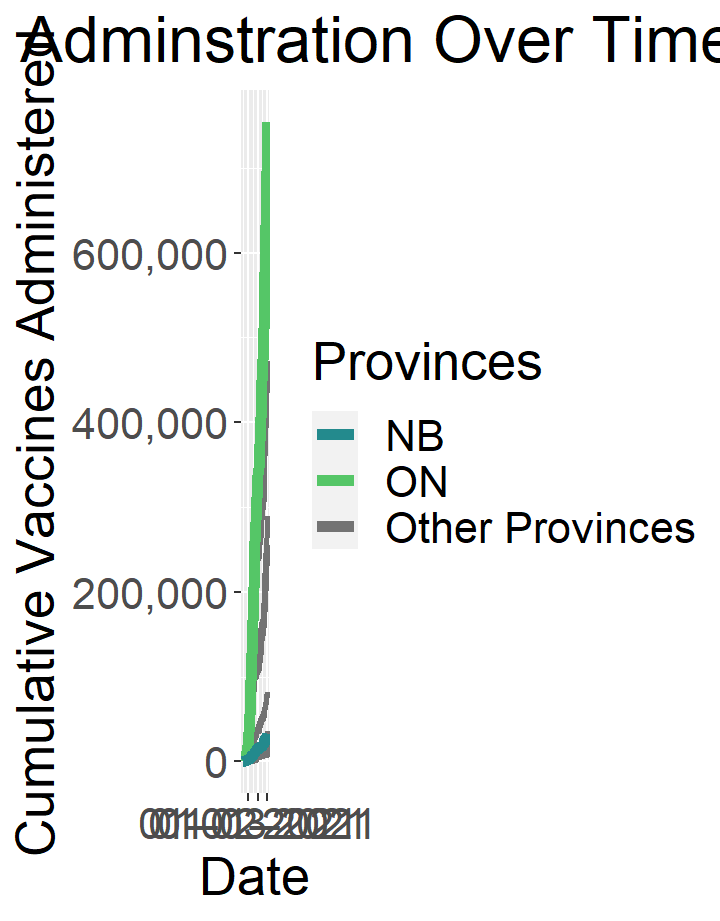 Adminstration Over Time
Cumulative Vaccines Administered
600,000
400,000
200,000
0
Provinces
NB
ON
Other Provinces
Date